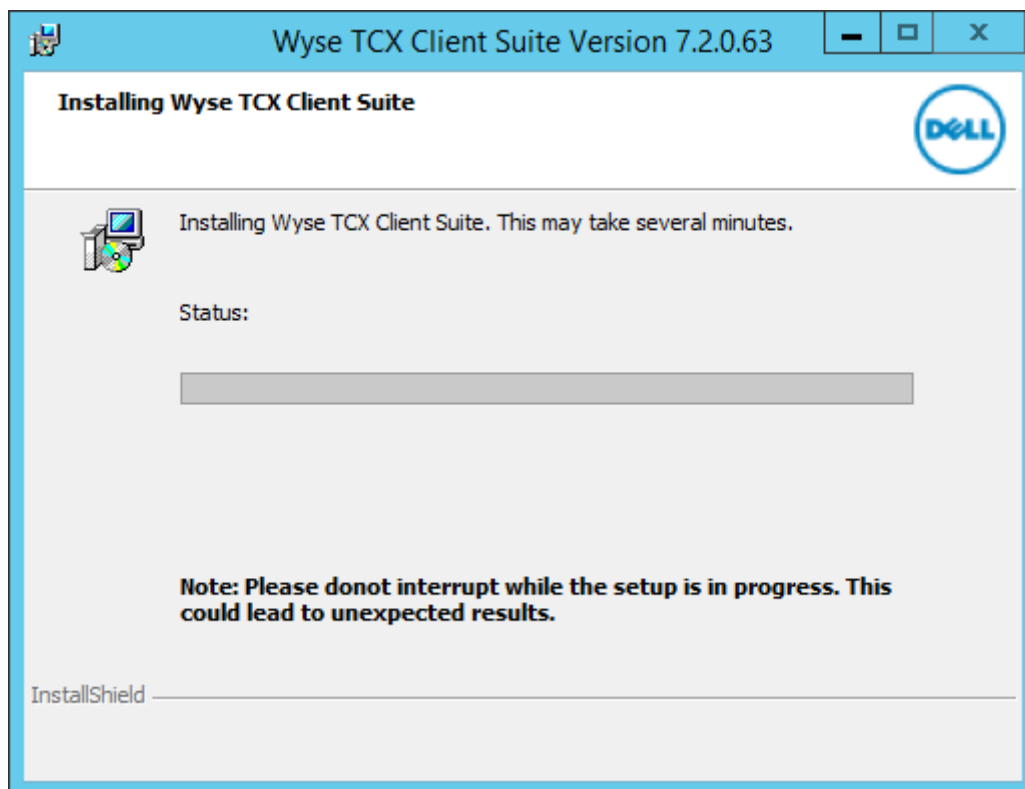 Wyse TCX Client Suite Version 7.2.0.63
Installing Wyse TCX Client Suite
DELL
Installing Wyse TCX Client Suite. This may take several minutes.
Status:
Note: Please donot interrupt while the setup is in progress. This
could lead to unexpected results.
InstallShield